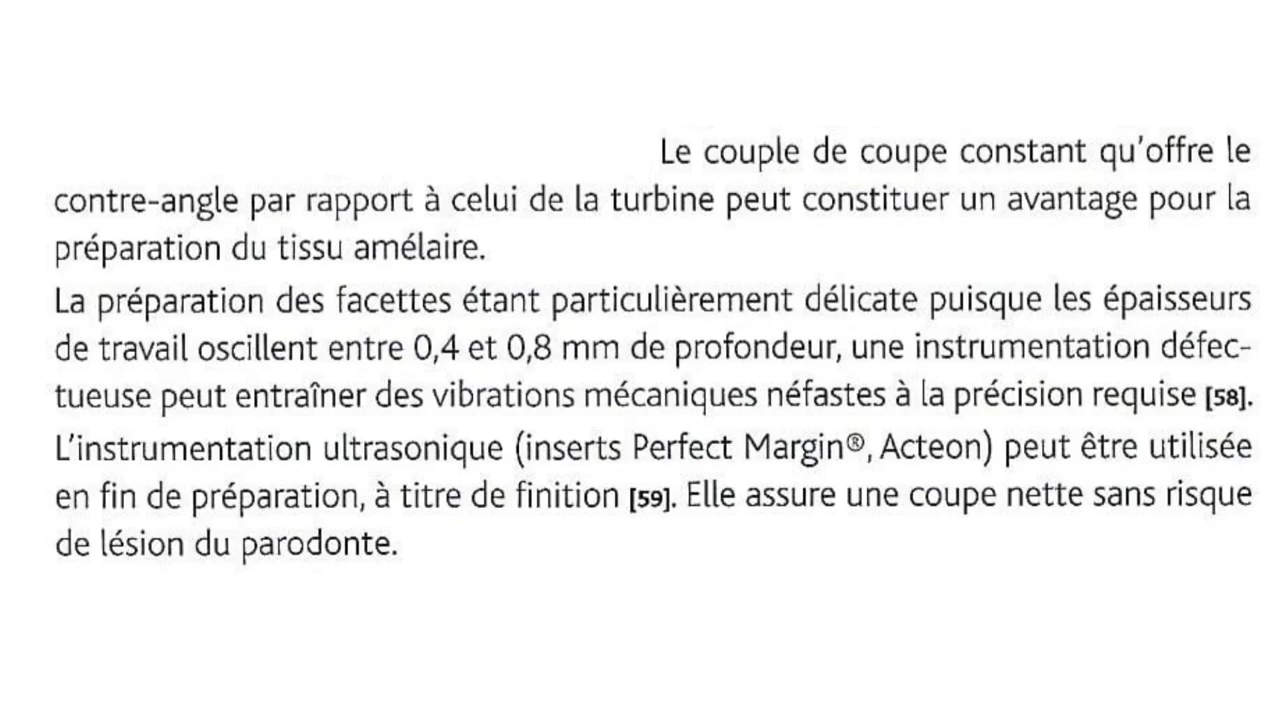 Le couple de coupe constant qu'offre le
contre-angle par rapport à celui de la turbine peut constituer un avantage pour la
préparation du tissu amélaire.
La préparation des facettes étant particulièrement délicate puisque les épaisseurs
de travail oscillent entre 0,4 et 0,8 mm de profondeur, une instrumentation défec-
tueuse peut entraîner des vibrations mécaniques néfastes à la précision requise [58].
L'instrumentation ultrasonique (inserts Perfect Margin®, Acteon) peut être utilisée
en fin de préparation, à titre de finition [59]. Elle assure une coupe nette sans risque
de lésion du parodonte.